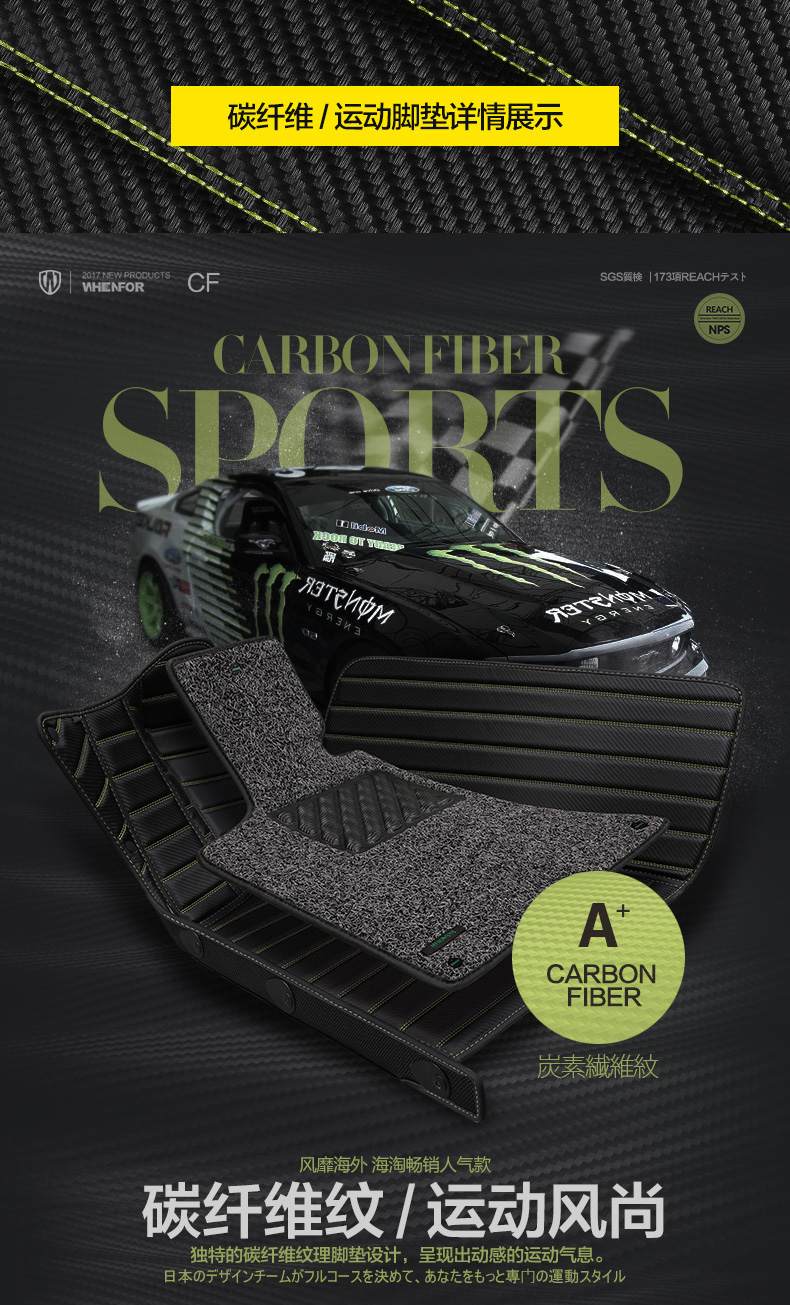 碳纤维 / 运动脚垫详情展示
2017 NEW PRODUCTS
WHENFOR
CF
SGS質検 | 173項REACHテスト
REACH
NPS
CARBON FIBER
SPORTS
Mobil
READY TO ROCK
MONSTER
ENERGY
MONSTER
ENERGY
A+
CARBON
FIBER
炭素繊維紋
风靡海外 海淘畅销人气款
碳纤维纹 / 运动风尚
独特的碳纤维纹理脚垫设计，呈现出动感的运动气息。
日本のデザインチームがフルコースを決めて、あなたをもっと専门の運動スタイル